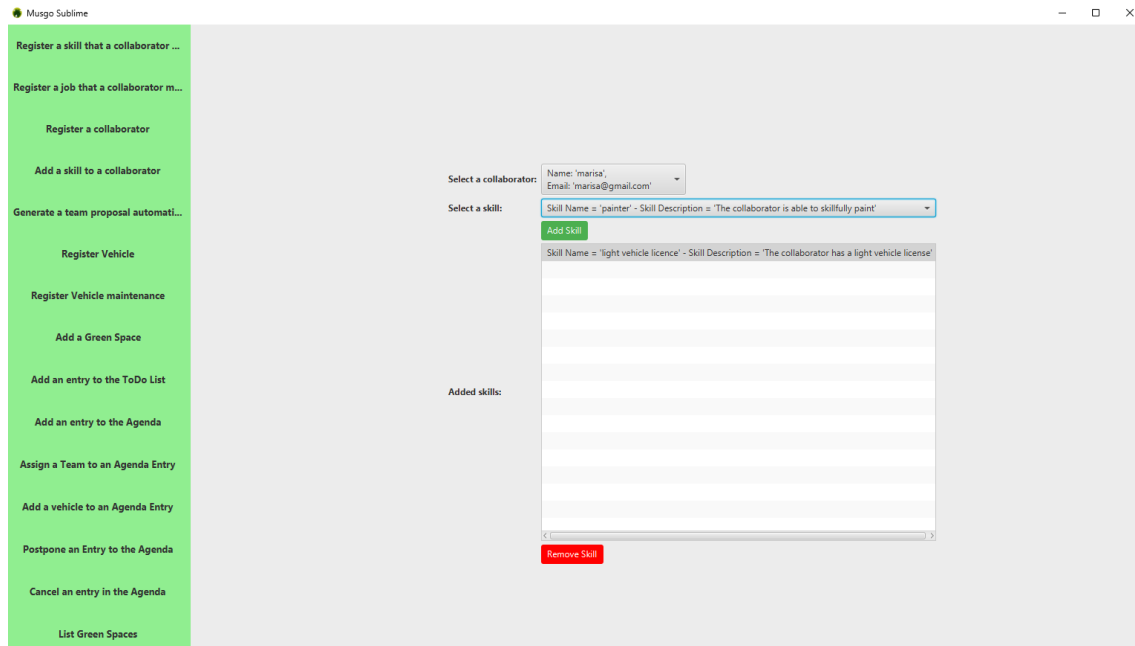 Musgo Sublime
Register a skill that a collaborator ...
Register a job that a collaborator m...
Register a collaborator
Add a skill to a collaborator
Generate a team proposal automati...
Register Vehicle
Register Vehicle maintenance
Add a Green Space
Add an entry to the ToDo List
Add an entry to the Agenda
Assign a Team to an Agenda Entry
Add a vehicle to an Agenda Entry
Postpone an Entry to the Agenda
Cancel an entry in the Agenda
List Green Spaces
Select a collaborator:
Name: 'marisa',
Email: 'marisa@gmail.com'
Select a skill:
Skill Name = 'painter' - Skill Description = 'The collaborator is able to skillfully paint'
Add Skill
Skill Name = 'light vehicle licence' - Skill Description = 'The collaborator has a light vehicle license'
Added skills:
Remove Skill